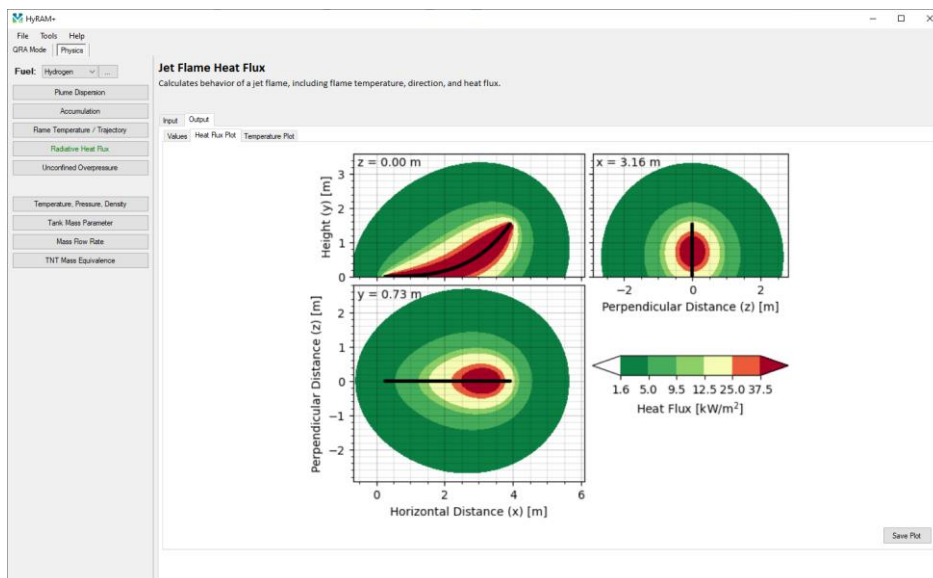 HyRAM+
File Tools Help
QRA Mode Physics
Fuel: Hydrogen ...
Plume Dispersion
Accumulation
Flame Temperature / Trajectory
Radiative Heat Flux
Unconfined Overpressure
Temperature, Pressure, Density
Tank Mass Parameter
Mass Flow Rate
TNT Mass Equivalence
Jet Flame Heat Flux
Calculates behavior of a jet flame, including flame temperature, direction, and heat flux.
Input Output
Values Heat Flux Plot Temperature Plot
z = 0.00 m
3
2
1
0
Height (y) [m]
x = 3.16 m
−2 0 2
Perpendicular Distance (z) [m]
y = 0.73 m
2
1
0
−1
−2
Perpendicular Distance (z) [m]
0 2 4 6
Horizontal Distance (x) [m]
1.6 5.0 9.5 12.5 25.0 37.5
Heat Flux [kW/m²]
Save Plot